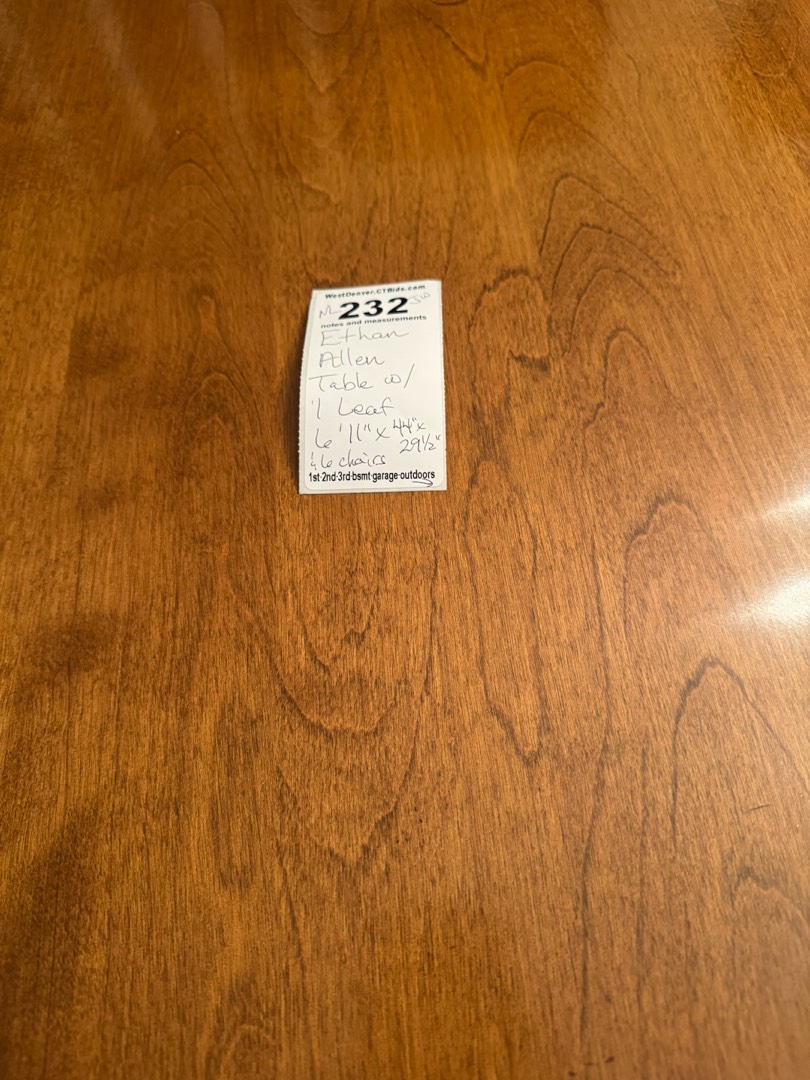 WestDenver.CTBids.com
232
notes and measurements
Ethan
Allen
Table w/
1 Leaf
6'11" x 44" x
29½"
& 6 chairs
1st·2nd·3rd·bsmt·garage·outdoors